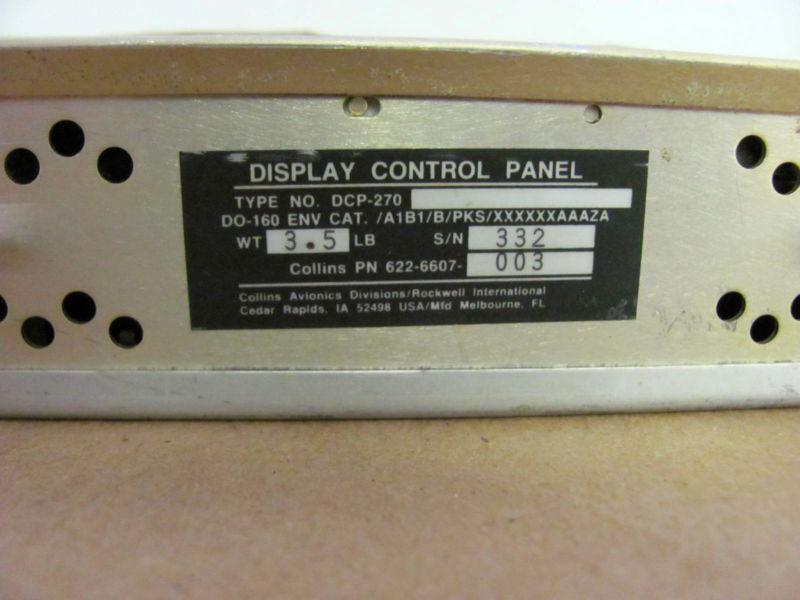 DISPLAY CONTROL PANEL
TYPE NO. DCP-270
DO-160 ENV CAT. /A1B1/B/PKS/XXXXXXAAAZA
WT 3.5 LB S/N 332
Collins PN 622-6607- 003
Collins Avionics Divisions/Rockwell International
Cedar Rapids, IA 52498 USA/Mfd Melbourne, FL